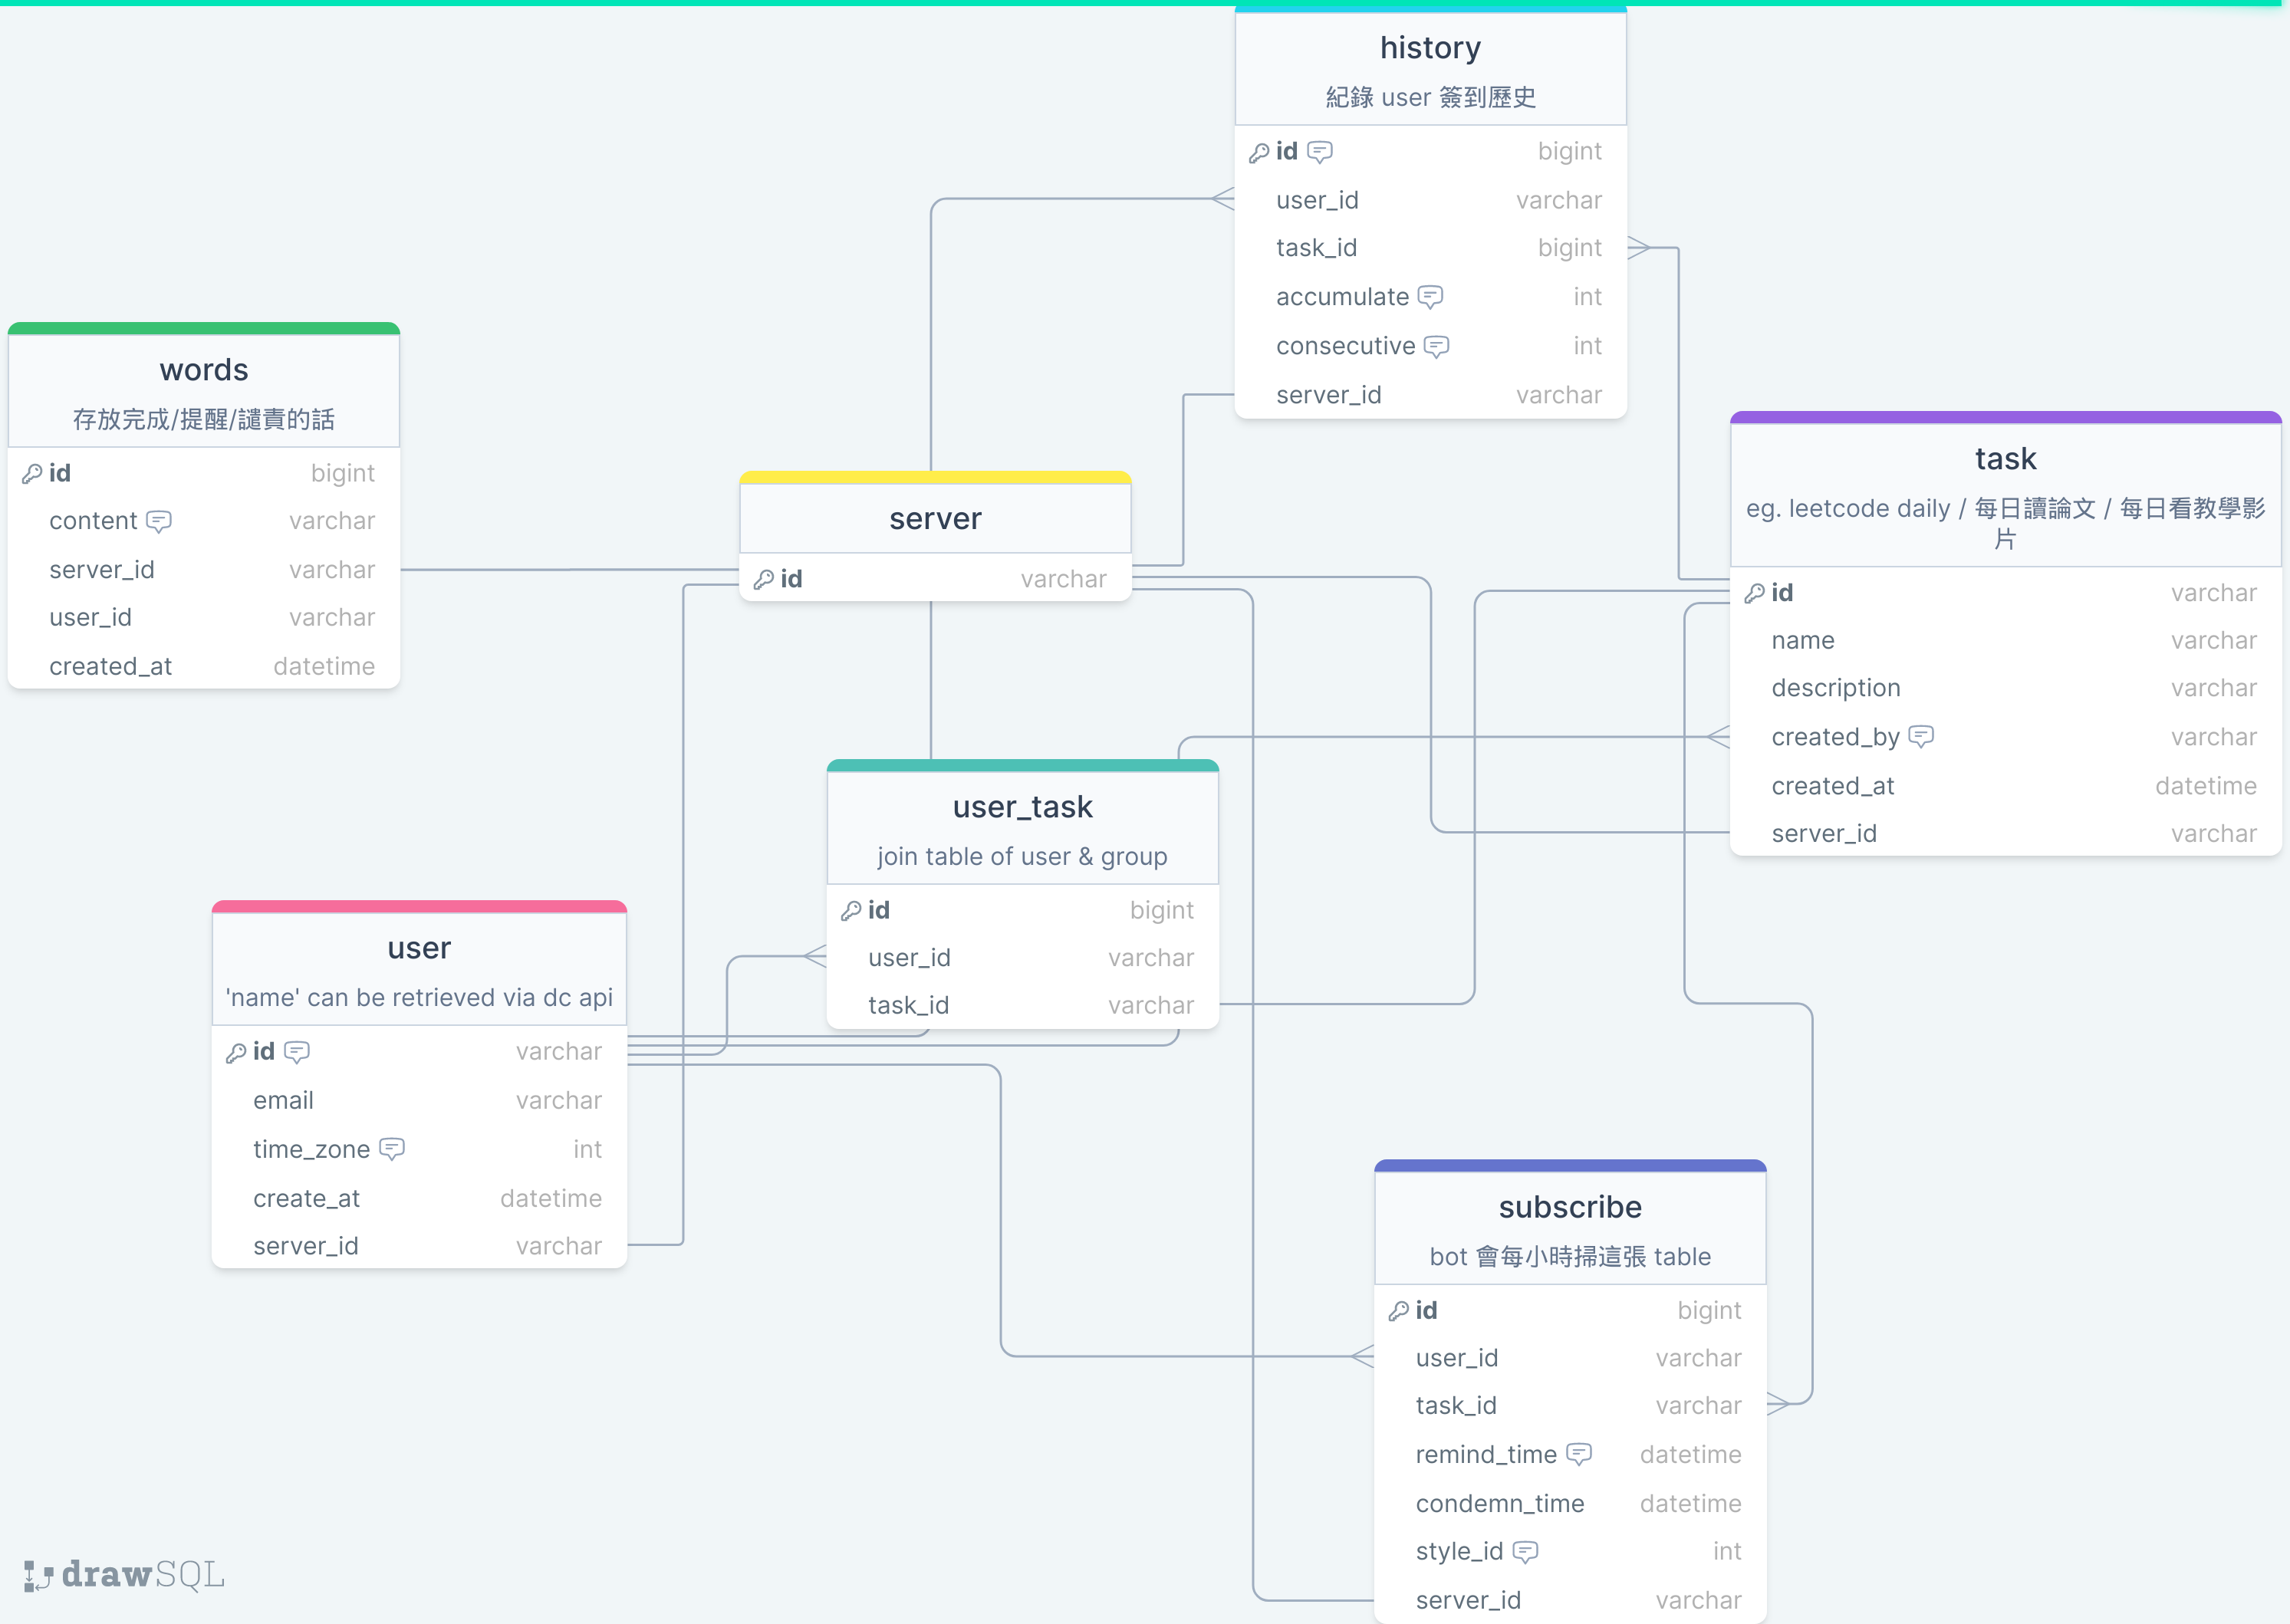 history
紀錄 user 簽到歷史
id bigint
user_id varchar
task_id bigint
accumulate int
consecutive int
server_id varchar
words
存放完成/提醒/譴責的話
id bigint
content varchar
server_id varchar
user_id varchar
created_at datetime
server
id varchar
task
eg. leetcode daily / 每日讀論文 / 每日看教學影
片
id varchar
name varchar
description varchar
created_by varchar
created_at datetime
server_id varchar
user_task
join table of user & group
id bigint
user_id varchar
task_id varchar
user
'name' can be retrieved via dc api
id varchar
email varchar
time_zone int
create_at datetime
server_id varchar
subscribe
bot 會每小時掃這張 table
id bigint
user_id varchar
task_id varchar
remind_time datetime
condemn_time datetime
style_id int
server_id varchar
drawSQL